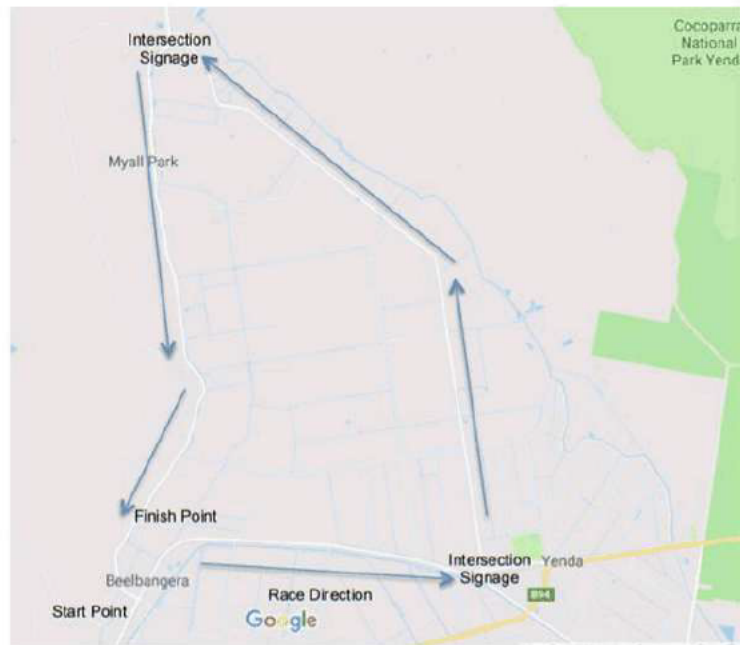 Cocoparra
National
Park Yenda
Intersection
Signage
Myall Park
Finish Point
Intersection
Signage
Yenda
Beelbangera
Race Direction
B94
Start Point
Google